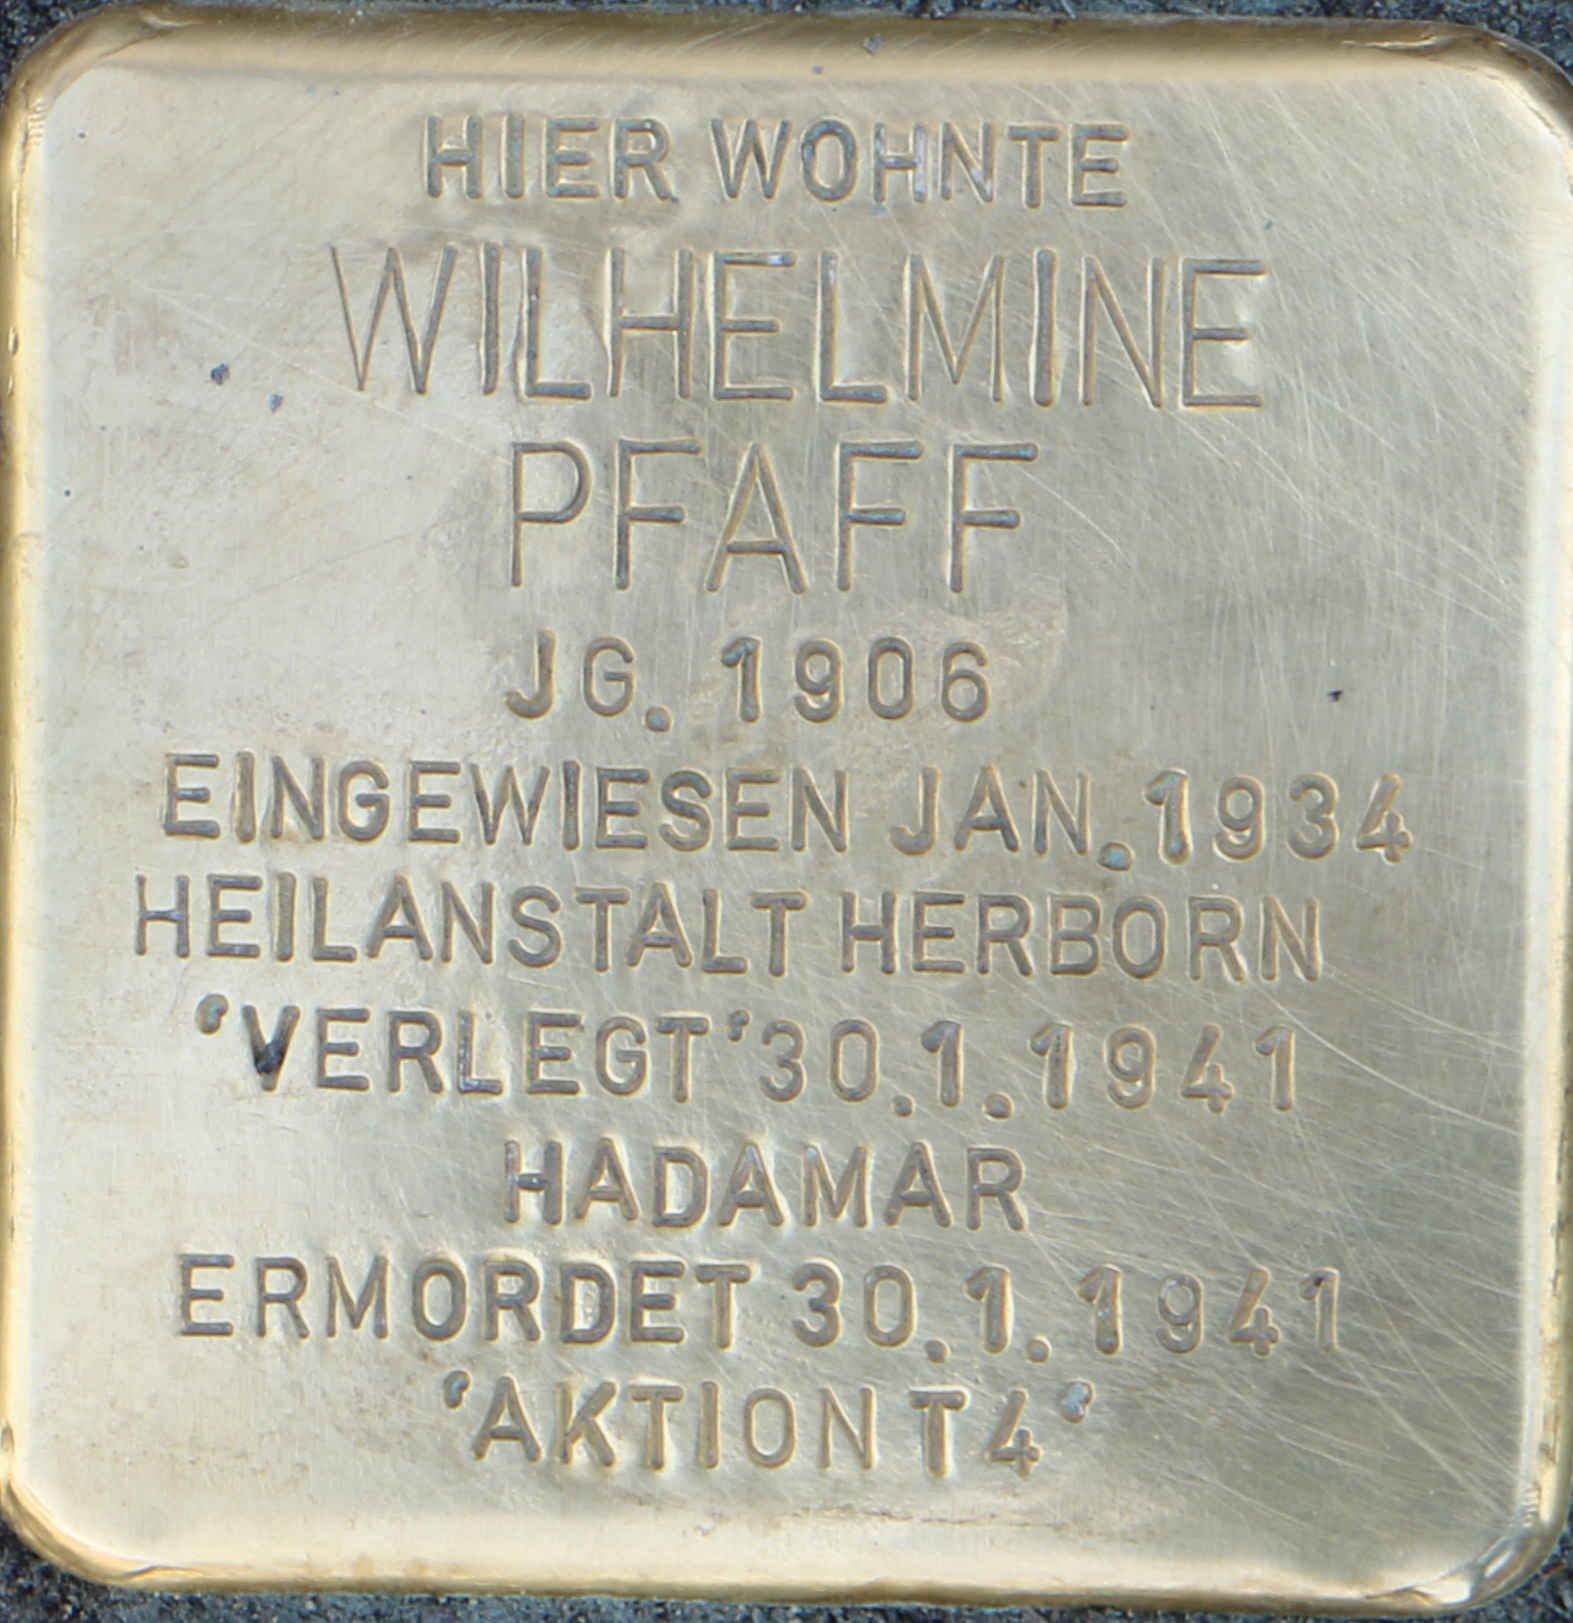 HIER WOHNTE
WILHELMINE
PFAFF
JG. 1906
EINGEWIESEN JAN. 1934
HEILANSTALT HERBORN
'VERLEGT' 30.1.1941
HADAMAR
ERMORDET 30.1.1941
'AKTION T4'